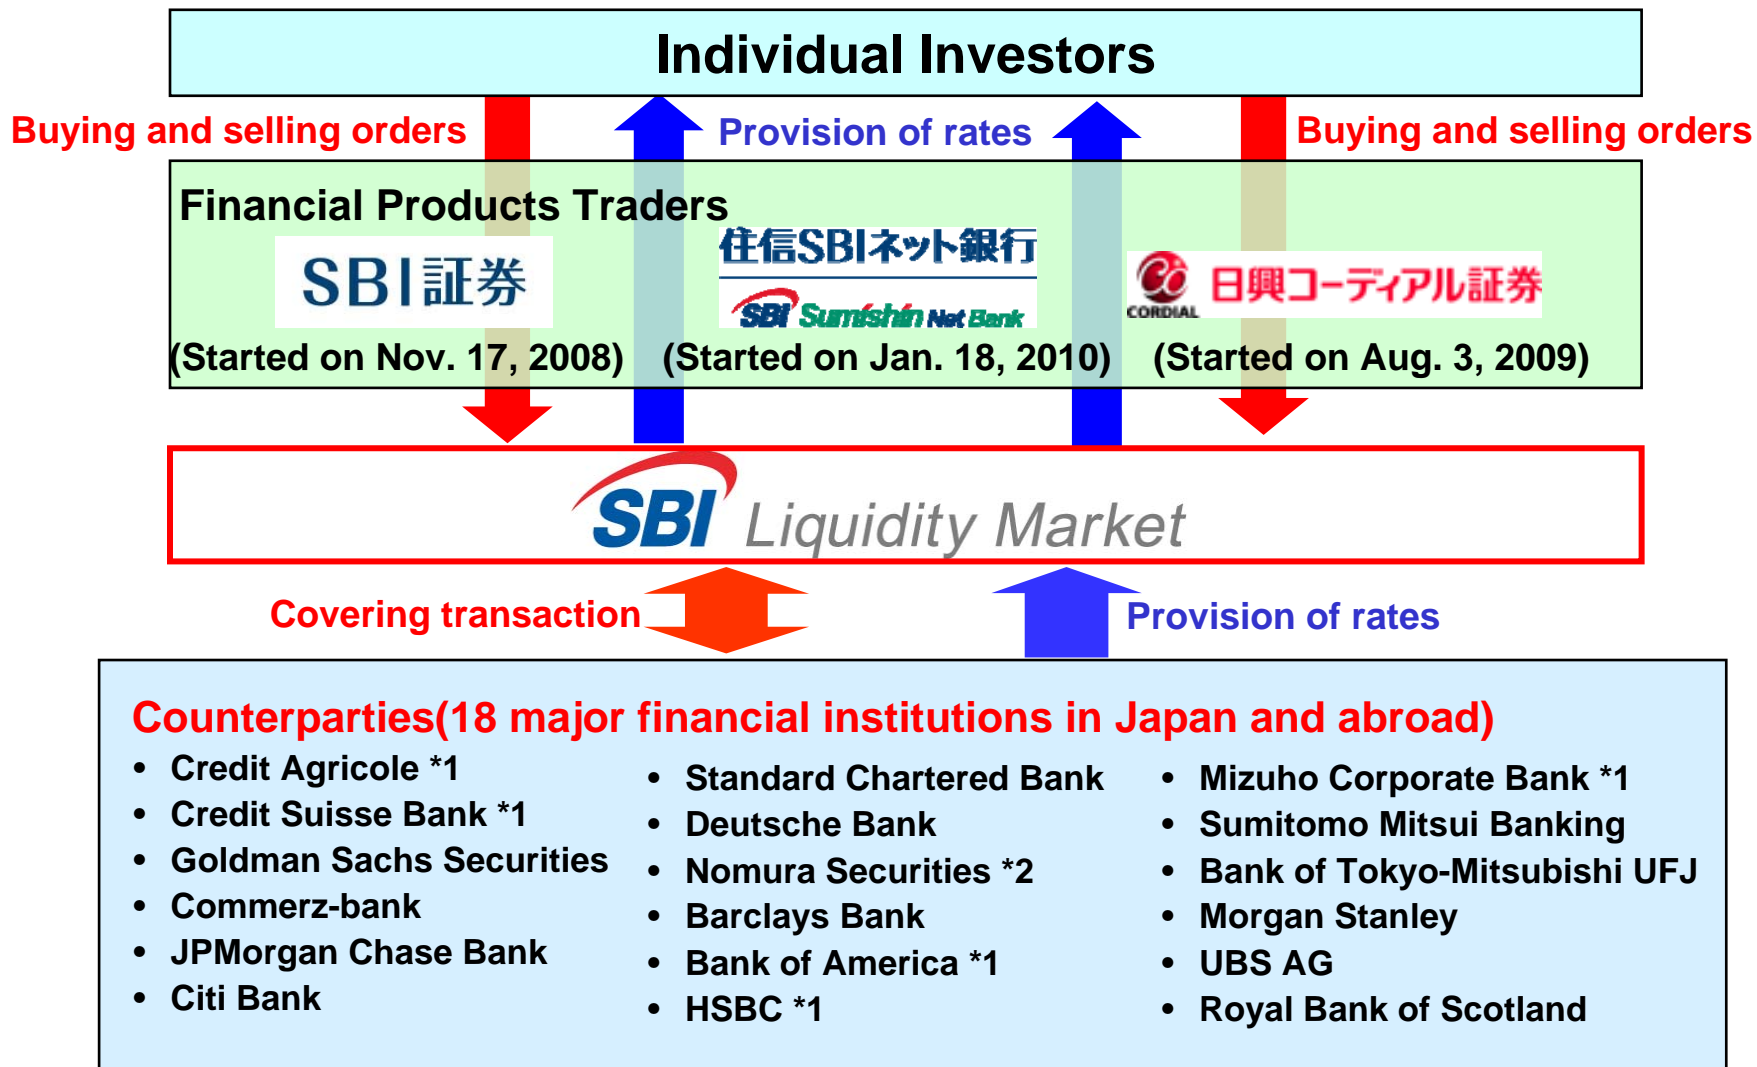 Individual Investors
Buying and selling orders
Provision of rates
Buying and selling orders
Financial Products Traders
SBI証券
住信SBIネット銀行
SBI Sumishin Net Bank
CORDIAL 日興コーディアル証券
(Started on Nov. 17, 2008)
(Started on Jan. 18, 2010)
(Started on Aug. 3, 2009)
SBI Liquidity Market
Covering transaction
Provision of rates
Counterparties(18 major financial institutions in Japan and abroad)
• Credit Agricole *1
• Credit Suisse Bank *1
• Goldman Sachs Securities
• Commerz-bank
• JPMorgan Chase Bank
• Citi Bank
• Standard Chartered Bank
• Deutsche Bank
• Nomura Securities *2
• Barclays Bank
• Bank of America *1
• HSBC *1
• Mizuho Corporate Bank *1
• Sumitomo Mitsui Banking
• Bank of Tokyo-Mitsubishi UFJ
• Morgan Stanley
• UBS AG
• Royal Bank of Scotland